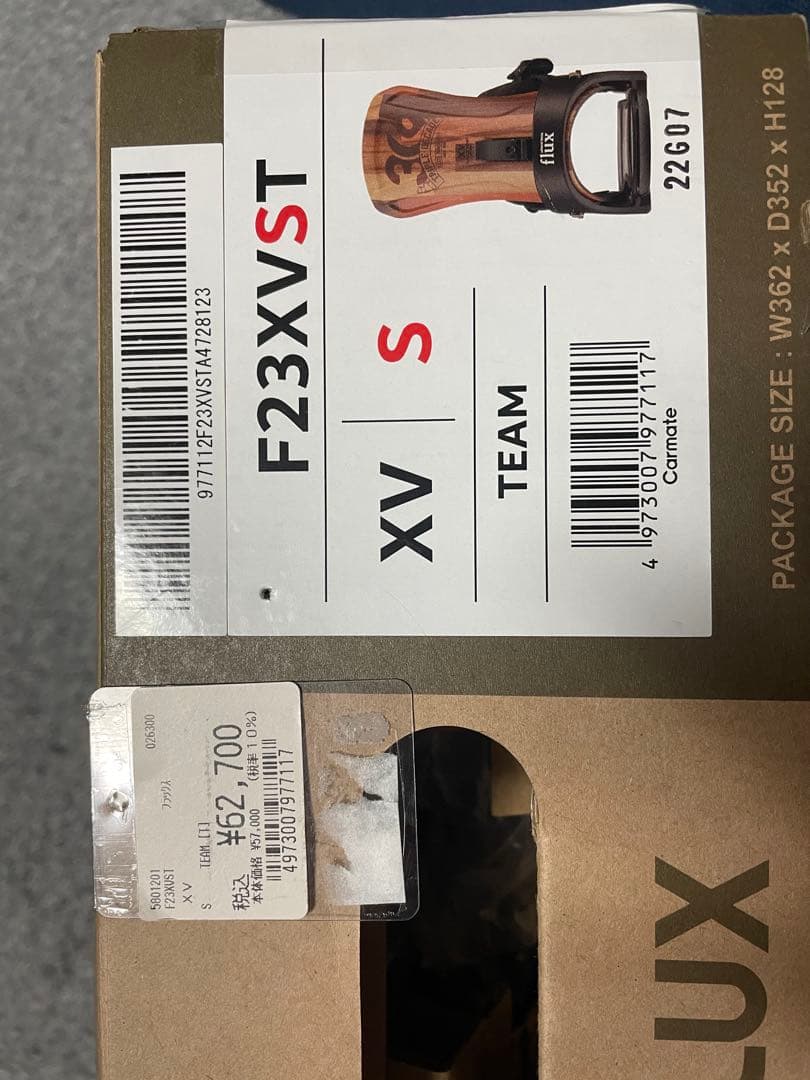 977112F23XVSTA4728123
F23XVST
XV
S
TEAM
4 973007 977117
Carmate
flux
360
22G07
PACKAGE SIZE : W362 x D352 x H128
5801201
フラックス
026300
F23XVST
XV
S
TEAM [T]
税込 ¥62,700
本体価格 ¥57,000 (税率10%)
4973007977117
LUX